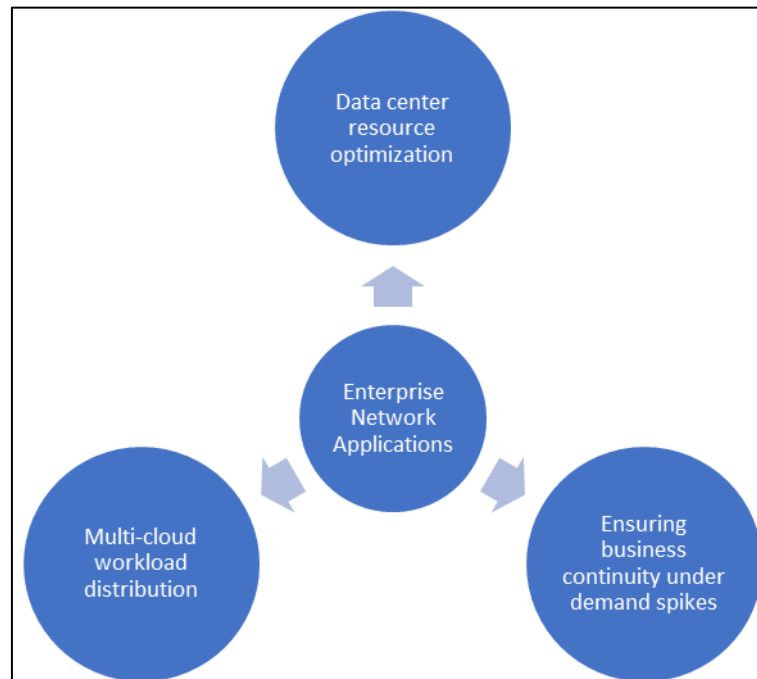 Data center
resource
optimization
Enterprise
Network
Applications
Multi-cloud
workload
distribution
Ensuring
business
continuity under
demand spikes